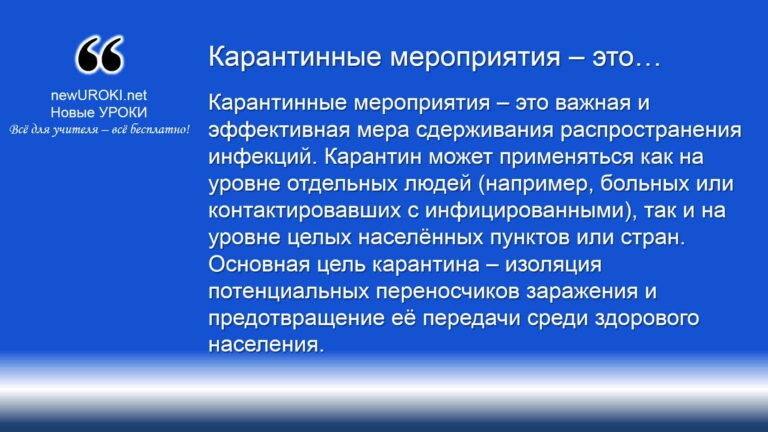 ❝
newUROKI.net
Новые УРОКИ
Всё для учителя – всё бесплатно!
Карантинные мероприятия – это…
Карантинные мероприятия – это важная и
эффективная мера сдерживания распространения
инфекций. Карантин может применяться как на
уровне отдельных людей (например, больных или
контактировавших с инфицированными), так и на
уровне целых населённых пунктов или стран.
Основная цель карантина – изоляция
потенциальных переносчиков заражения и
предотвращение её передачи среди здорового
населения.